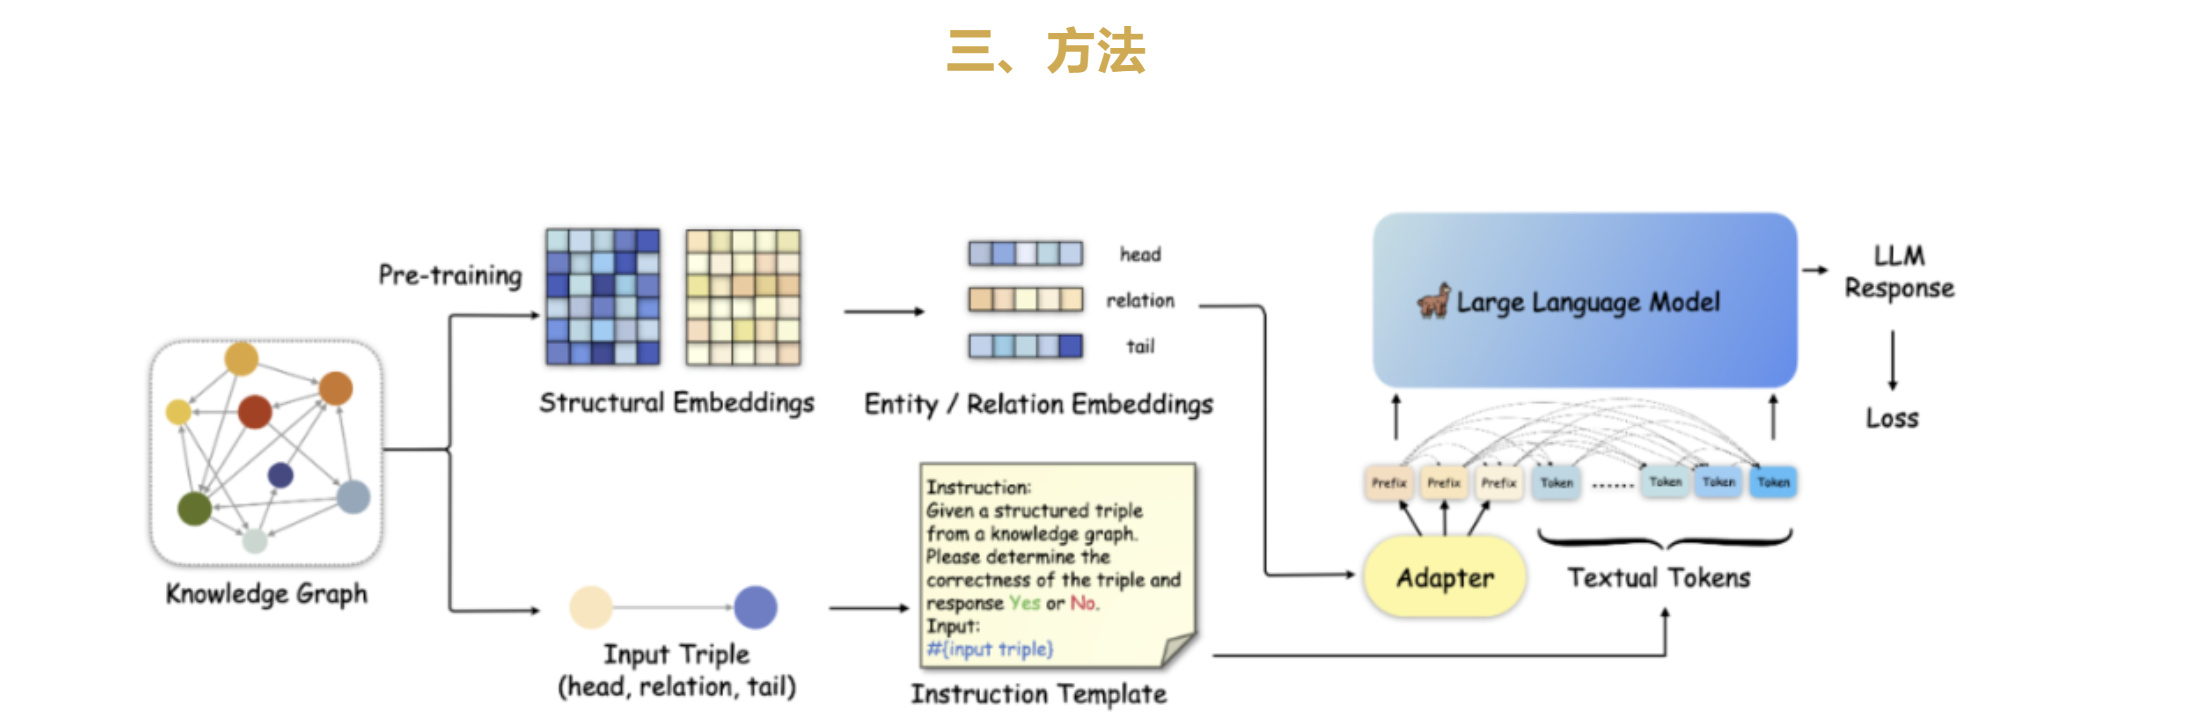 三、方法
Pre-training
Knowledge Graph
Structural Embeddings
head
relation
tail
Entity / Relation Embeddings
Input Triple
(head, relation, tail)
Instruction:
Given a structured triple
from a knowledge graph.
Please determine the
correctness of the triple and
response Yes or No.
Input:
#{input triple}
Instruction Template
Large Language Model
LLM
Response
Loss
Prefix Prefix Prefix Token ...... Token Token Token
Adapter
Textual Tokens